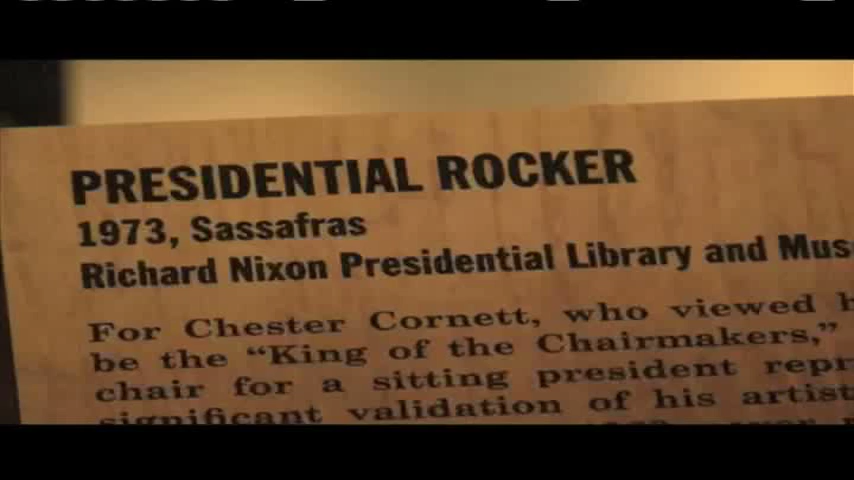 PRESIDENTIAL ROCKER
1973, Sassafras
Richard Nixon Presidential Library and Mus
For Chester Cornett, who viewed h
be the “King of the Chairmakers,”
chair for a sitting president repr
significant validation of his artist